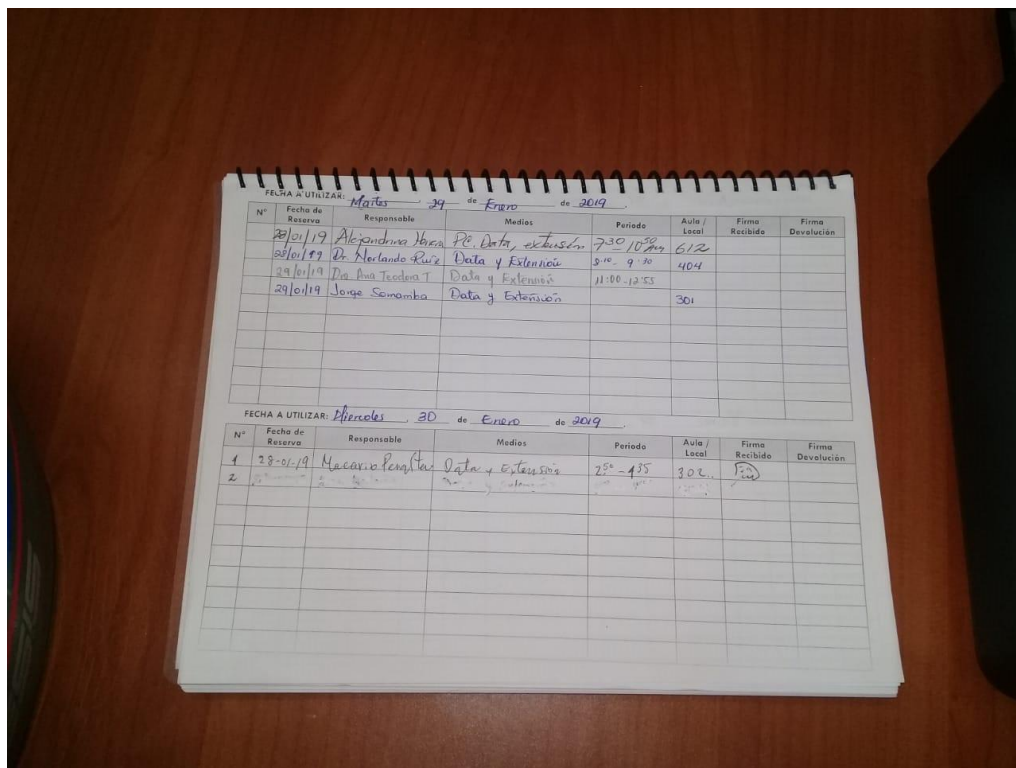 FECHA A UTILIZAR: Martes 29 de Enero de 2019
N° Fecha de Reserva Responsable Medios Periodo Aula / Local Firma Recibido Firma Devolución
28/01/19 Alejandrina PC, Data, extensión 7:30 - 10:50 612
28/01/19 Dr. Norlando Ruiz Data y Extensión 8:10 - 9:50 404
29/01/19 Dra Ana Teodora T Data y Extensión 11:00-12:55
29/01/19 Jorge Somamba Data y Extensión 301
FECHA A UTILIZAR: Miercoles, 30 de Enero de 2019
N° Fecha de Reserva Responsable Medios Periodo Aula / Local Firma Recibido Firma Devolución
1 28-01-19 Macario Peralta Data y Extensión 2:50 - 4:35 302
2